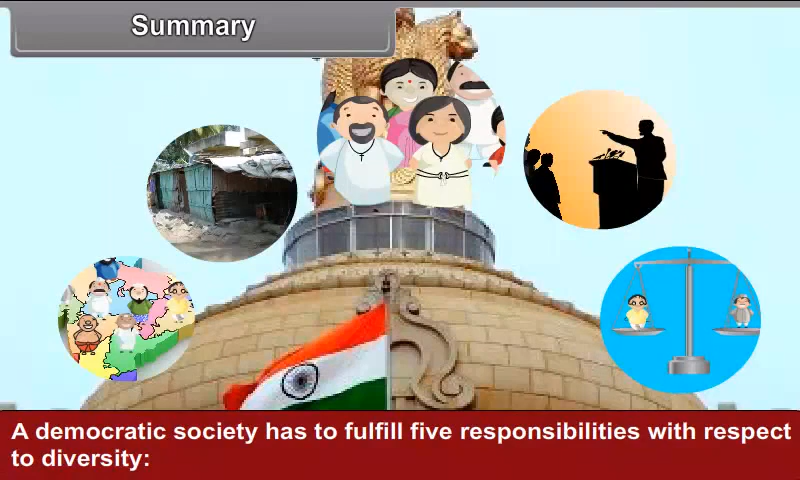 Summary
A democratic society has to fulfill five responsibilities with respect
to diversity: